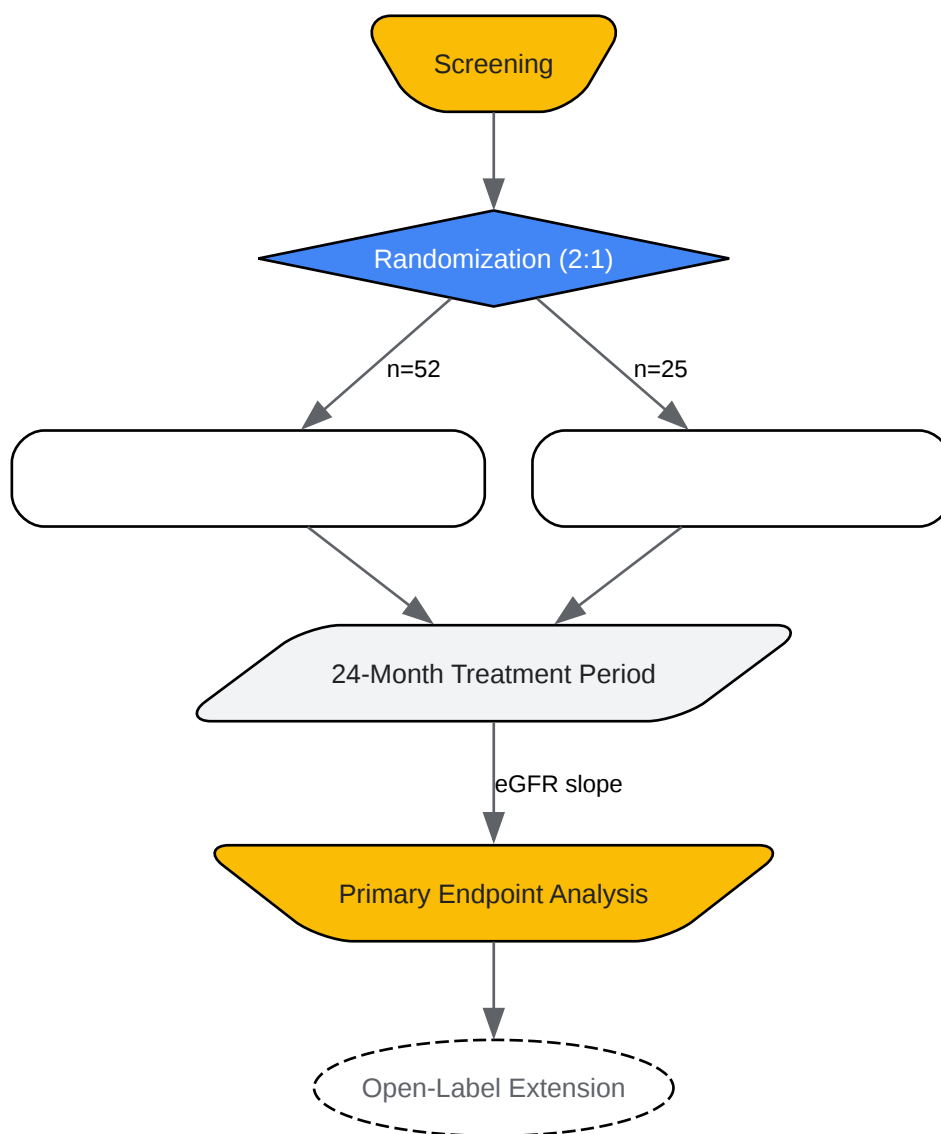 Screening
Randomization (2:1)
n=52
n=25
24-Month Treatment Period
eGFR slope
Primary Endpoint Analysis
Open-Label Extension